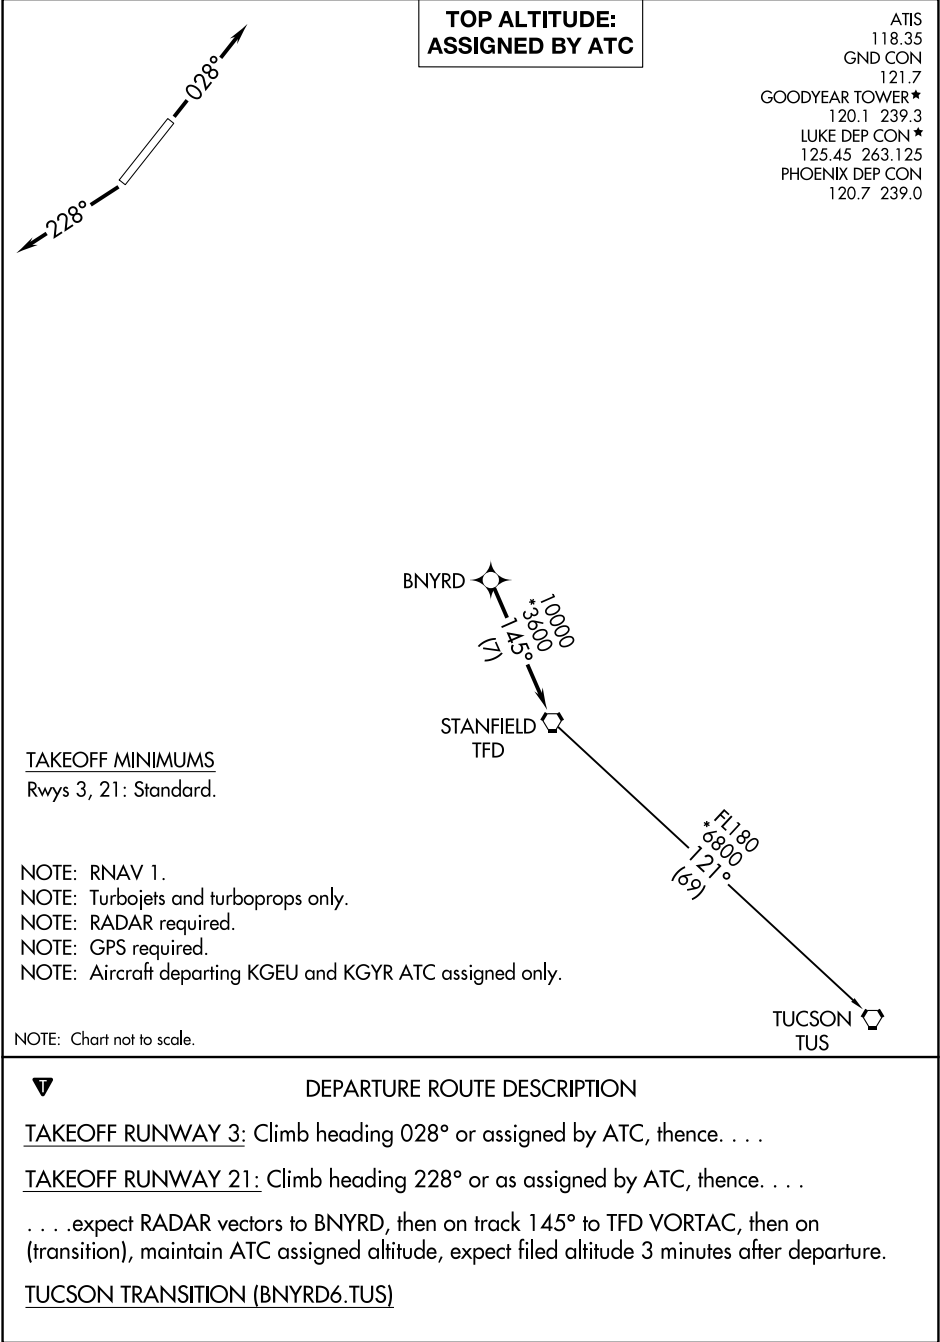 TOP ALTITUDE:
ASSIGNED BY ATC
ATIS
118.35
GND CON
121.7
GOODYEAR TOWER★
120.1 239.3
LUKE DEP CON★
125.45 263.125
PHOENIX DEP CON
120.7 239.0
028°
228°
BNYRD
10000
*3600
145°
(7)
STANFIELD
TFD
FL180
*6800
121°
(69)
TUCSON
TUS
TAKEOFF MINIMUMS
Rwys 3, 21: Standard.
NOTE: RNAV 1.
NOTE: Turbojets and turboprops only.
NOTE: RADAR required.
NOTE: GPS required.
NOTE: Aircraft departing KGEU and KGYR ATC assigned only.
NOTE: Chart not to scale.
T
DEPARTURE ROUTE DESCRIPTION
TAKEOFF RUNWAY 3: Climb heading 028° or assigned by ATC, thence. . . .
TAKEOFF RUNWAY 21: Climb heading 228° or as assigned by ATC, thence. . . .
. . . .expect RADAR vectors to BNYRD, then on track 145° to TFD VORTAC, then on
(transition), maintain ATC assigned altitude, expect filed altitude 3 minutes after departure.
TUCSON TRANSITION (BNYRD6.TUS)